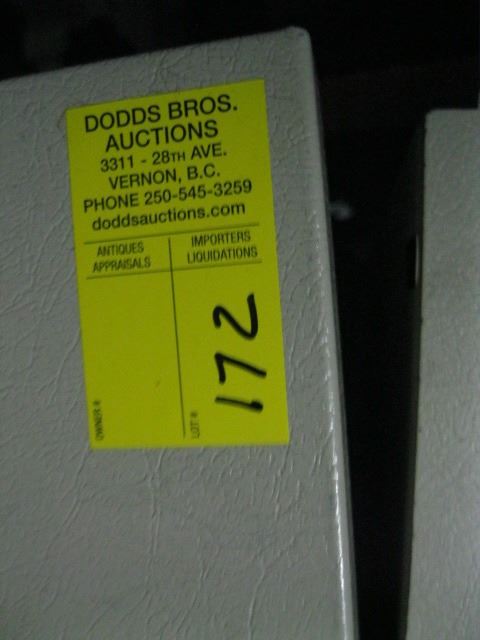 DODDS BROS.
AUCTIONS
3311 - 28TH AVE.
VERNON, B.C.
PHONE 250-545-3259
doddsauctions.com
ANTIQUES
APPRAISALS
IMPORTERS
LIQUIDATIONS
OWNER #
LOT #
172